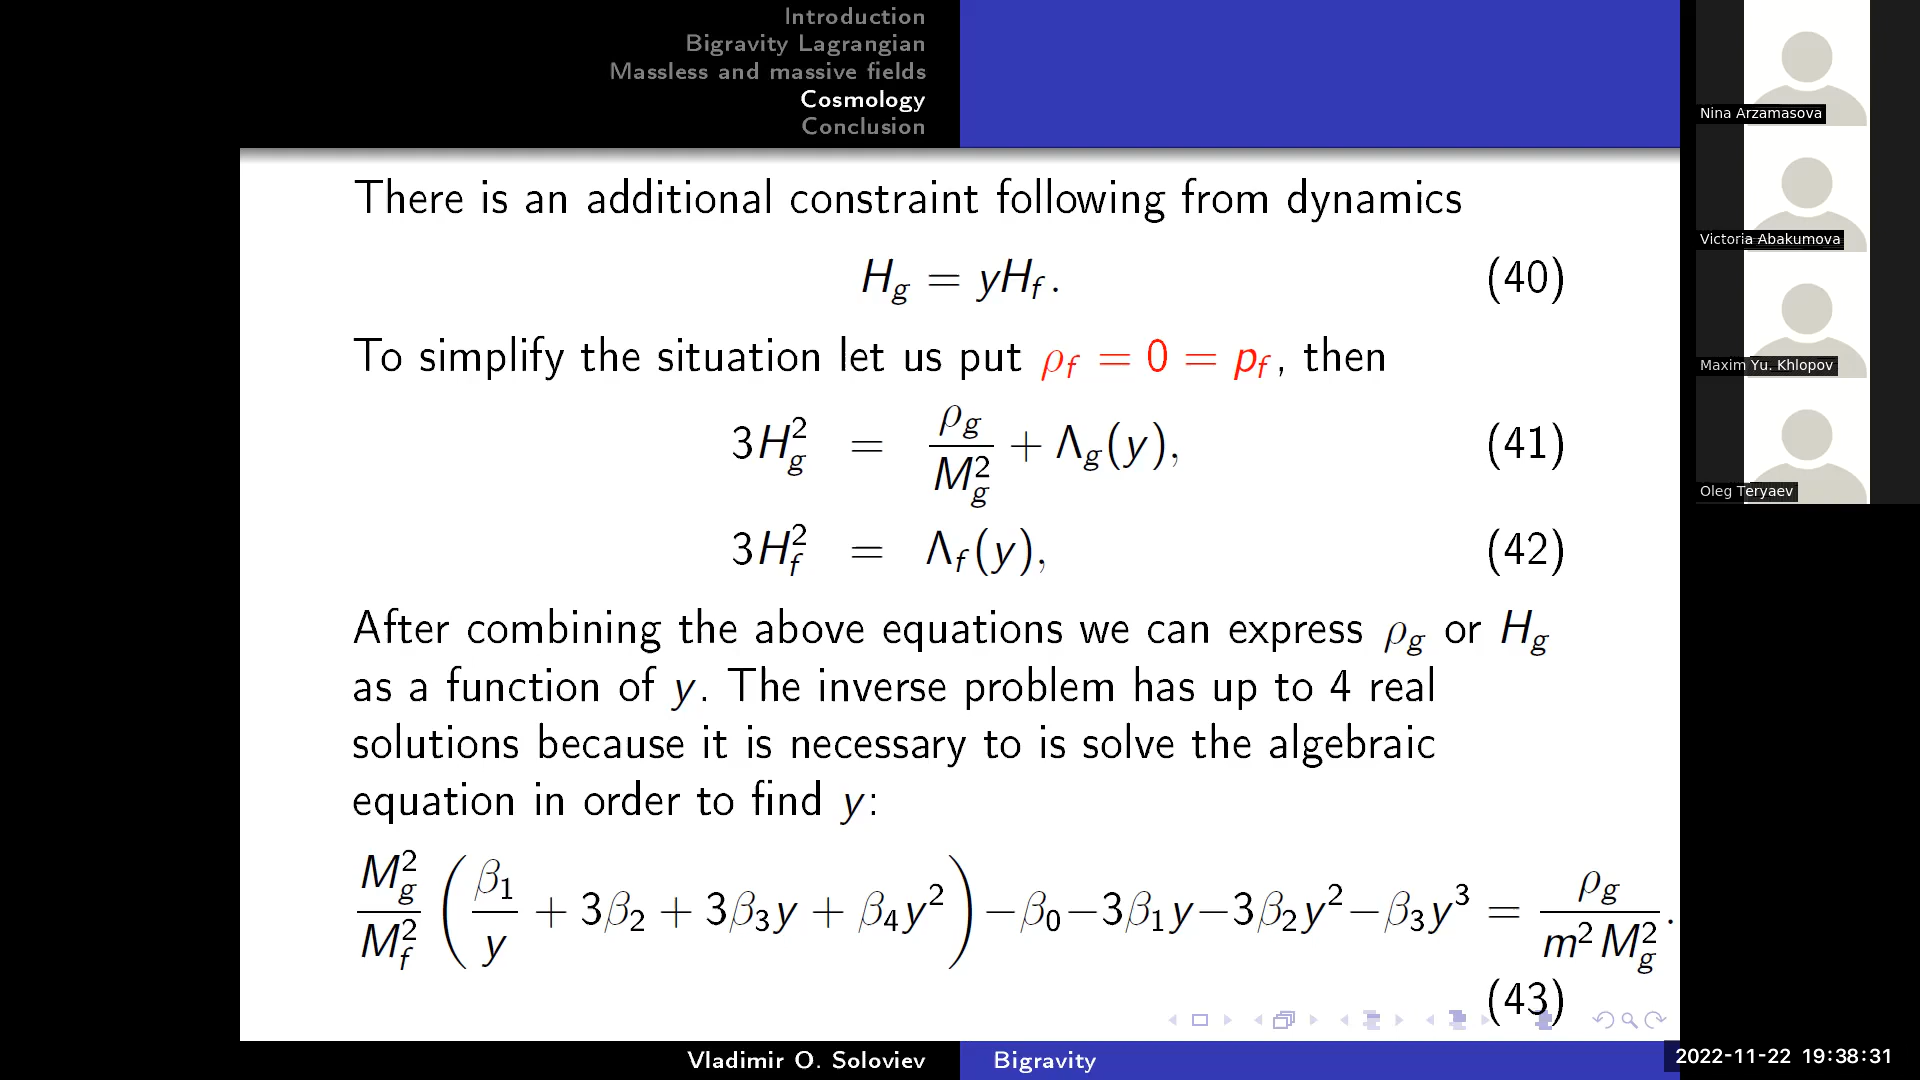 Introduction
Bigravity Lagrangian
Massless and massive fields
Cosmology
Conclusion
There is an additional constraint following from dynamics
H_g = yH_f. (40)
To simplify the situation let us put ρ_f = 0 = p_f, then
3H_g^2 = ρ_g/M_g^2 + Λ_g(y), (41)
3H_f^2 = Λ_f(y), (42)
After combining the above equations we can express ρ_g or H_g
as a function of y. The inverse problem has up to 4 real
solutions because it is necessary to is solve the algebraic
equation in order to find y:
M_g^2/M_f^2 (β_1/y + 3β_2 + 3β_3y + β_4y^2) −β_0−3β_1y−3β_2y^2−β_3y^3 = ρ_g/m^2M_g^2.
(43)
Vladimir O. Soloviev
Bigravity
Nina Arzamasova
Victoria Abakumova
Maxim Yu. Khlopov
Oleg Teryaev
2022-11-22 19:38:31